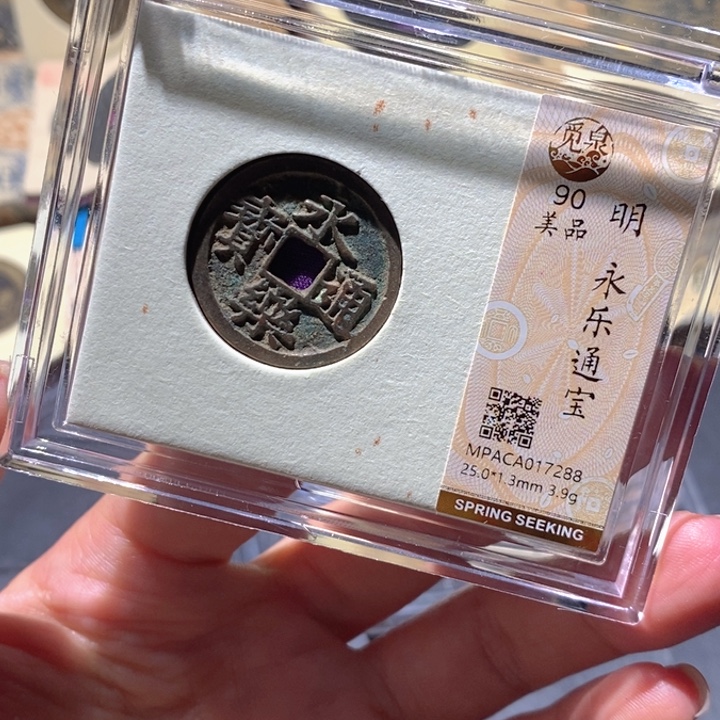 永樂通寳
觅泉
90
美品
明
永乐通宝
MPACA017288
25.0*1.3mm 3.9g
SPRING SEEKING